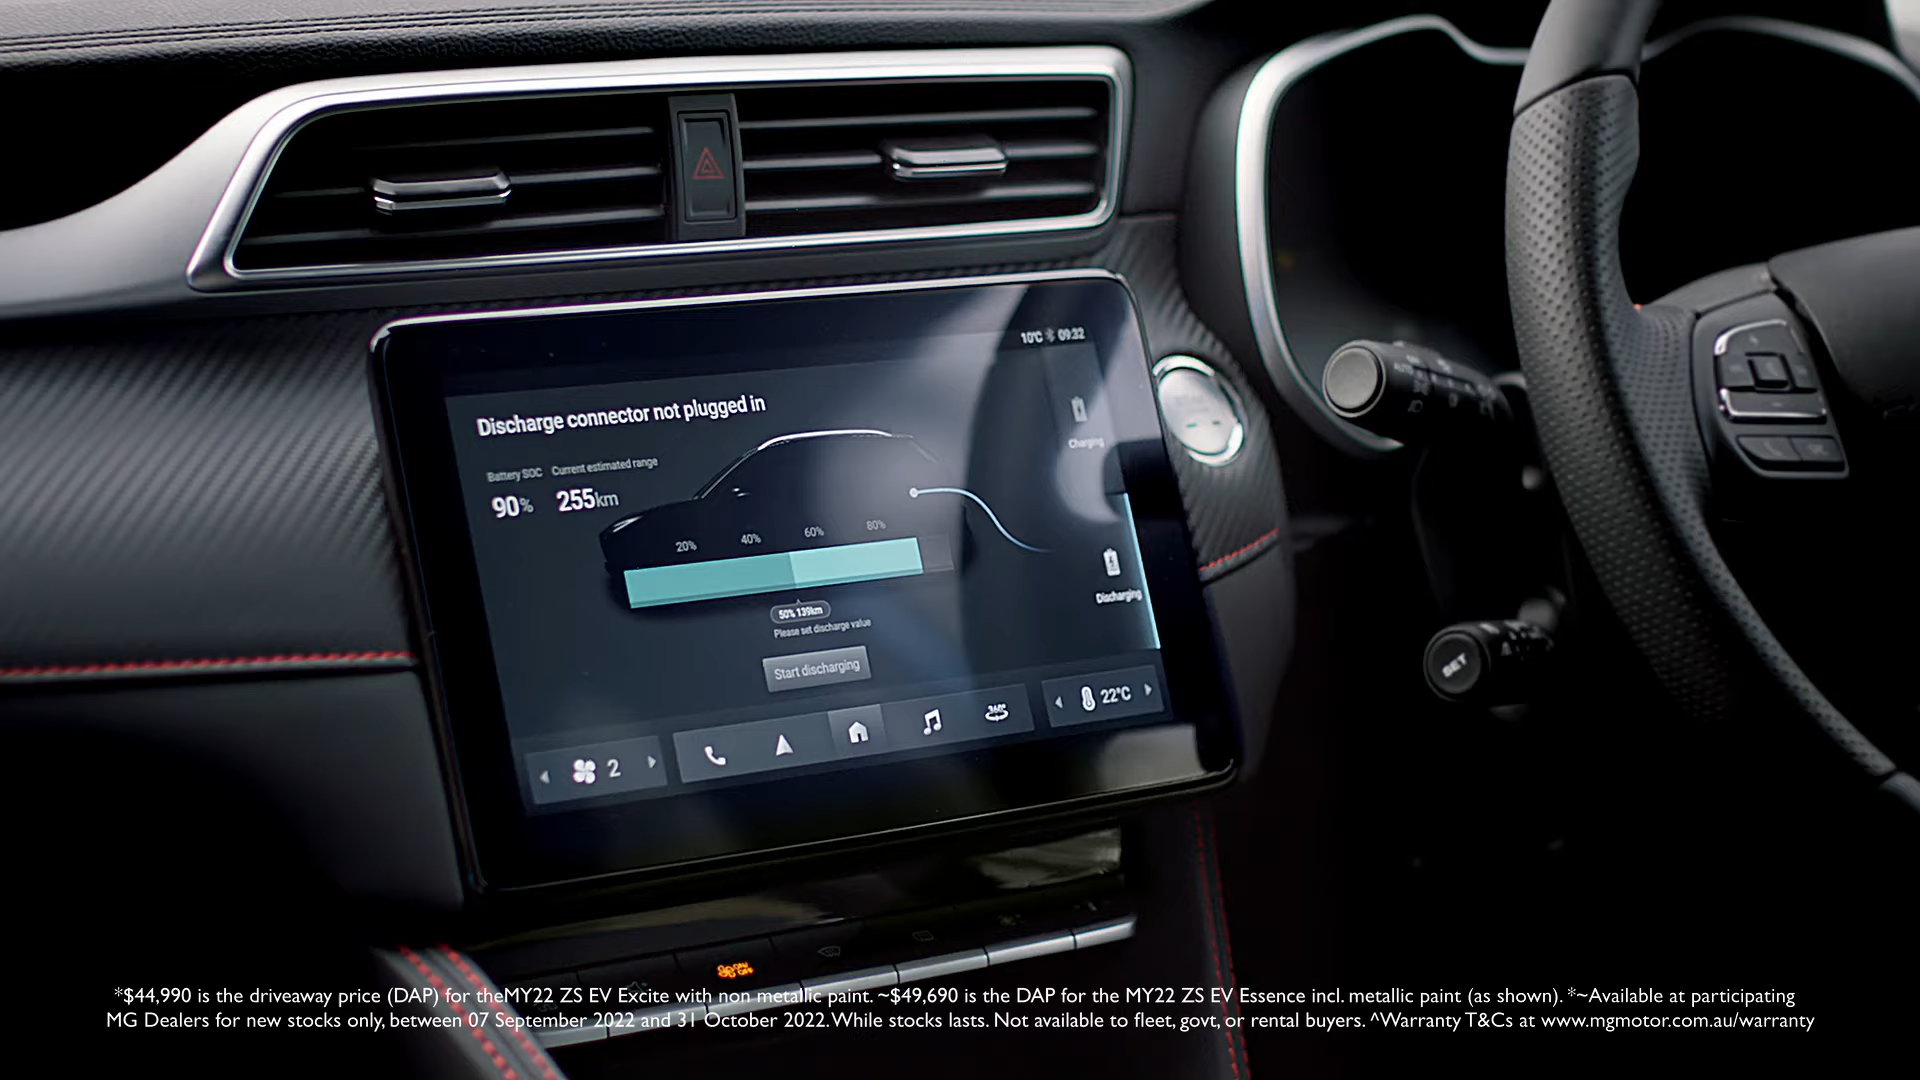 10°C 09:32
Discharge connector not plugged in
Charging
Battery SOC Current estimated range
90% 255km
20% 40% 60% 80%
50% 139km
Please set discharge value
Discharging
Start discharging
2
360°
22°C
AUTO
SET
*$44,990 is the driveaway price (DAP) for theMY22 ZS EV Excite with non metallic paint. ~$49,690 is the DAP for the MY22 ZS EV Essence incl. metallic paint (as shown). *~Available at participating
MG Dealers for new stocks only, between 07 September 2022 and 31 October 2022. While stocks lasts. Not available to fleet, govt, or rental buyers. ^Warranty T&Cs at www.mgmotor.com.au/warranty